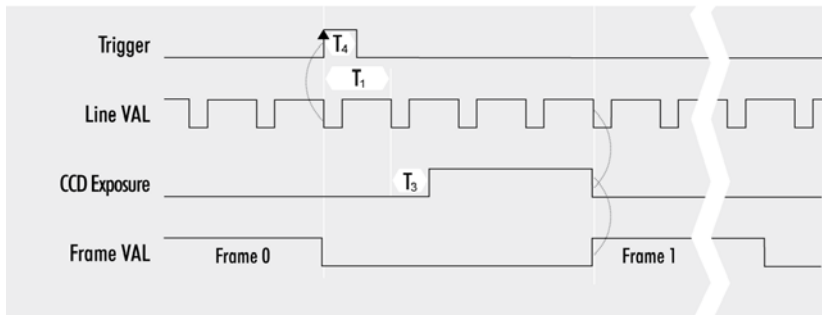 Trigger
T4
T1
Line VAL
CCD Exposure
T3
Frame VAL
Frame 0
Frame 1